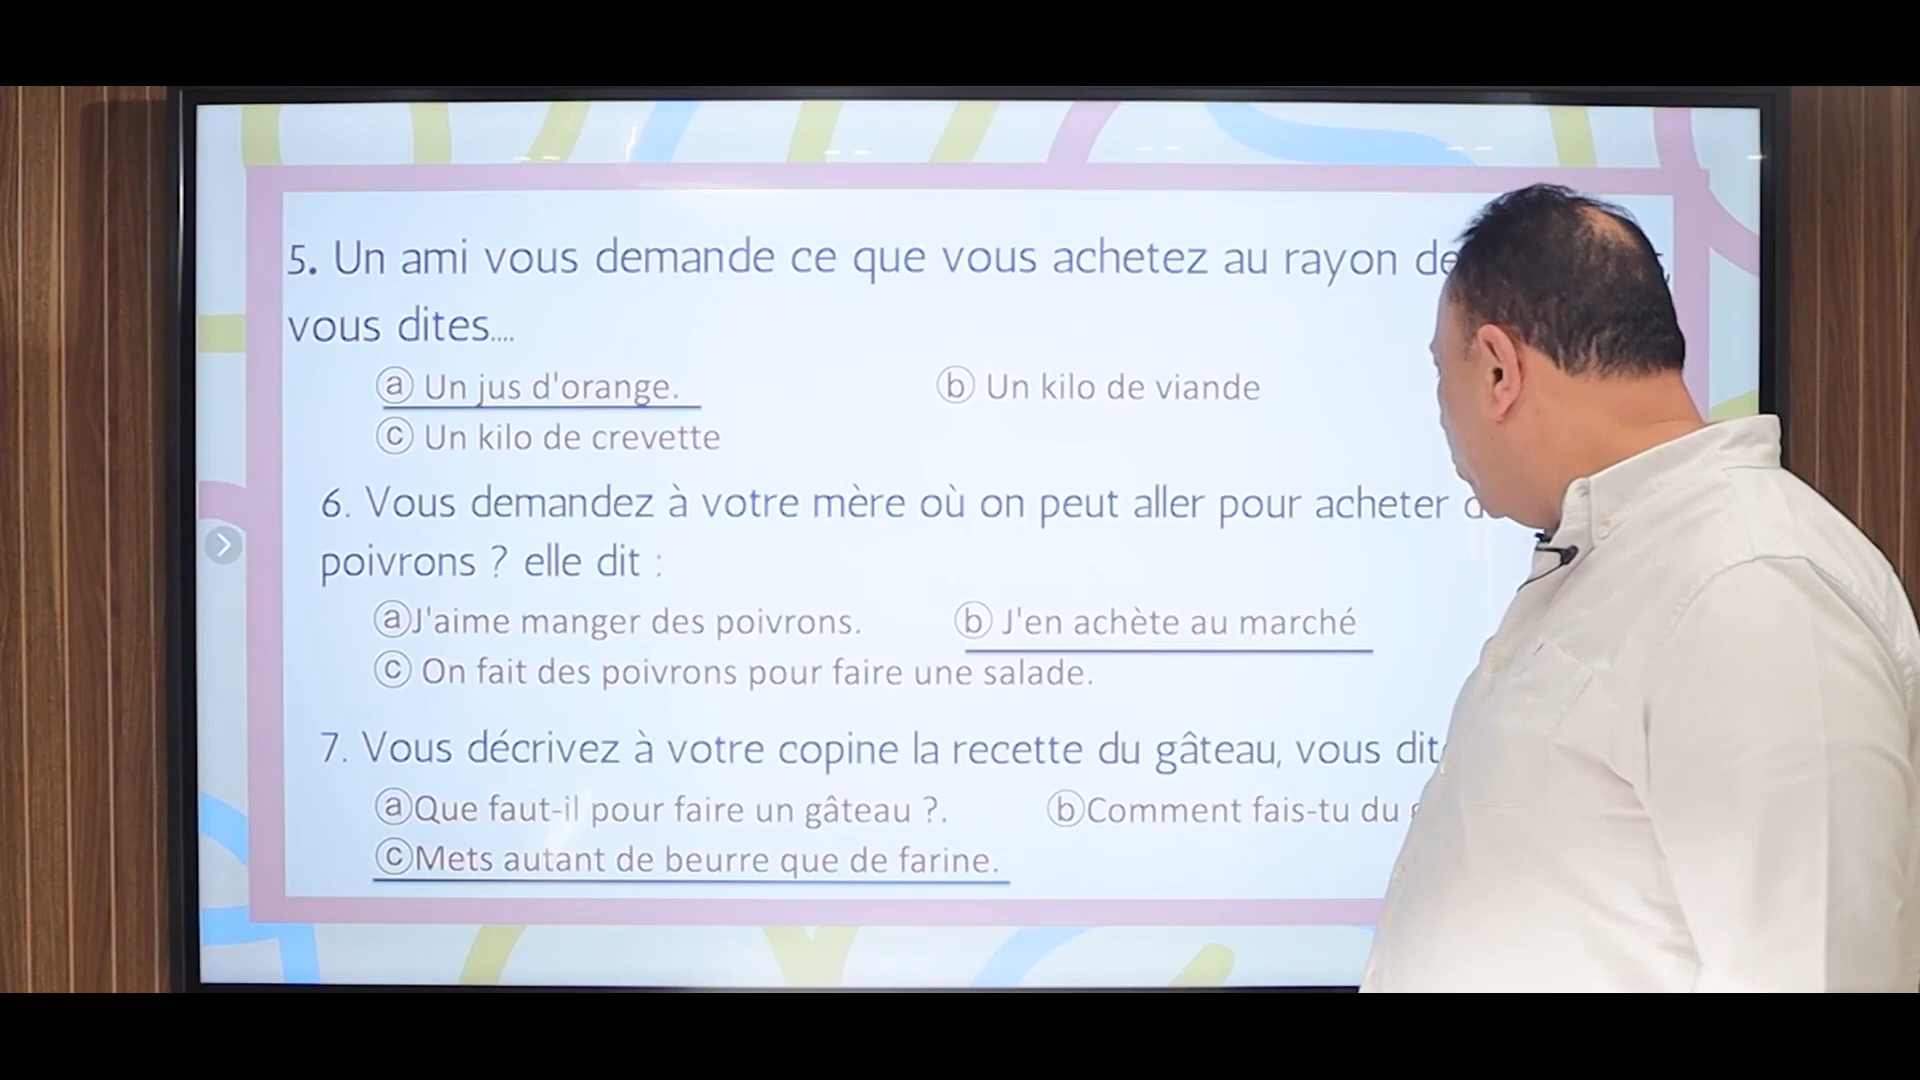 5. Un ami vous demande ce que vous achetez au rayon de
vous dites....
ⓐ Un jus d'orange. ⓑ Un kilo de viande
ⓒ Un kilo de crevette
6. Vous demandez à votre mère où on peut aller pour acheter
poivrons ? elle dit :
ⓐJ'aime manger des poivrons. ⓑ J'en achète au marché
ⓒ On fait des poivrons pour faire une salade.
7. Vous décrivez à votre copine la recette du gâteau, vous
ⓐQue faut-il pour faire un gâteau ?. ⓑComment fais-tu du
ⓒMets autant de beurre que de farine.